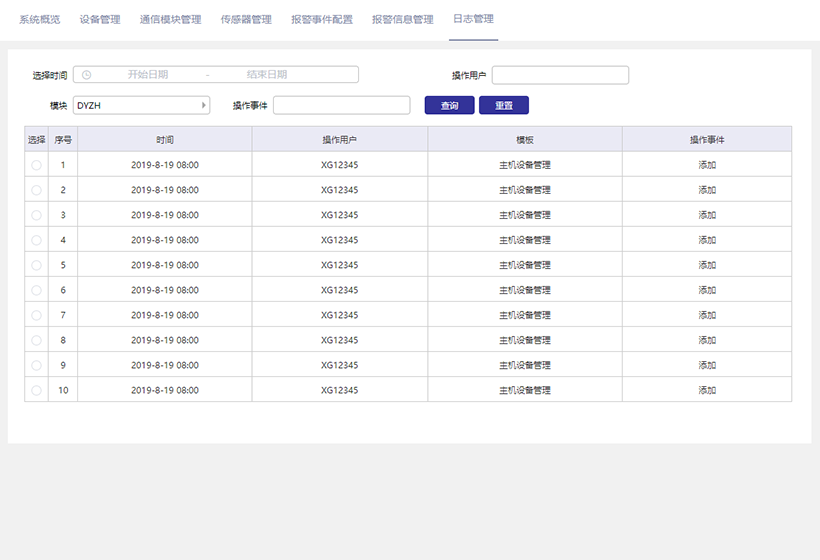 系统概览 设备管理 通信模块管理 传感器管理 报警事件配置 报警信息管理 日志管理
选择时间 开始日期 - 结束日期 操作用户
模块 DYZH 操作事件 查询 重置
选择 序号 时间 操作用户 模板 操作事件
1 2019-8-19 08:00 XG12345 主机设备管理 添加
2 2019-8-19 08:00 XG12345 主机设备管理 添加
3 2019-8-19 08:00 XG12345 主机设备管理 添加
4 2019-8-19 08:00 XG12345 主机设备管理 添加
5 2019-8-19 08:00 XG12345 主机设备管理 添加
6 2019-8-19 08:00 XG12345 主机设备管理 添加
7 2019-8-19 08:00 XG12345 主机设备管理 添加
8 2019-8-19 08:00 XG12345 主机设备管理 添加
9 2019-8-19 08:00 XG12345 主机设备管理 添加
10 2019-8-19 08:00 XG12345 主机设备管理 添加